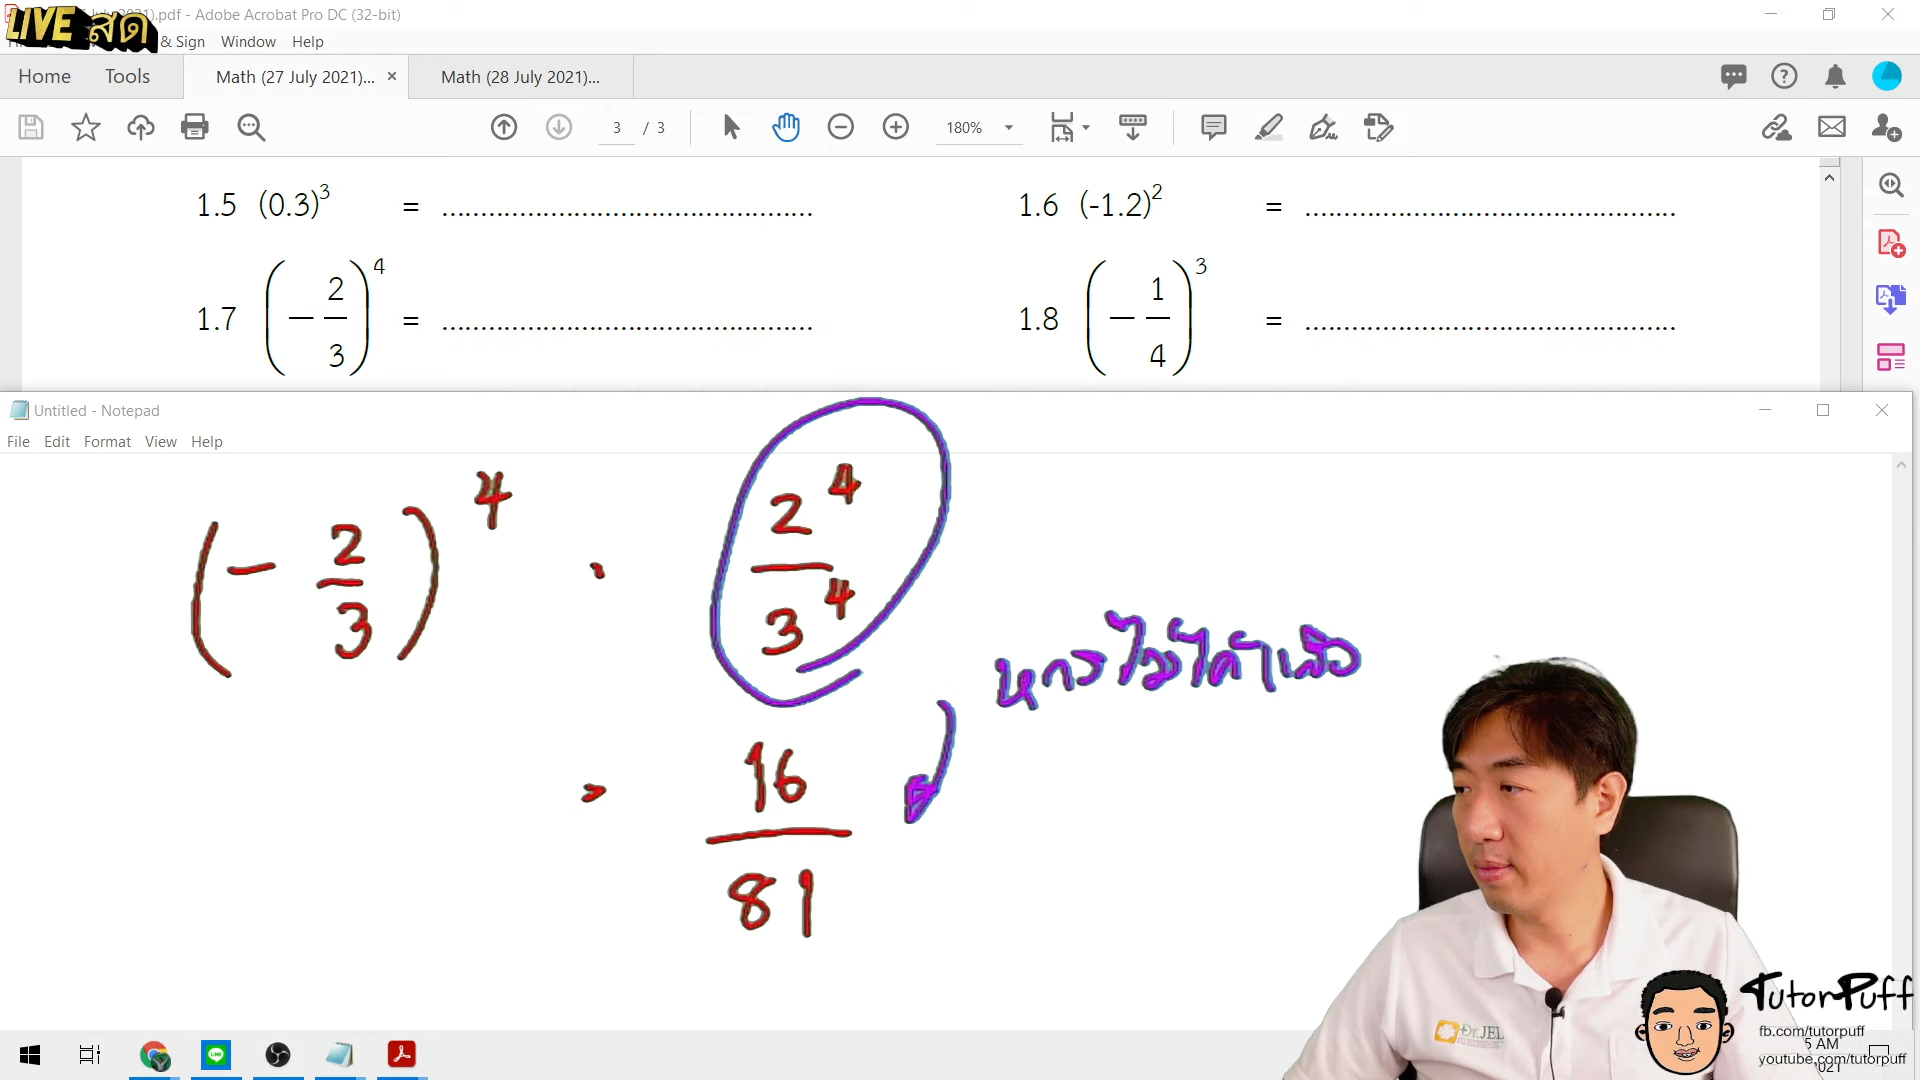 LIVE สด
.pdf - Adobe Acrobat Pro DC (32-bit)
& Sign Window Help
Home Tools Math (27 July 2021)... × Math (28 July 2021)...
3 / 3 180%
1.5 (0.3)³ = ................................................
1.6 (-1.2)² = ................................................
1.7 (− 2/3)⁴ = ................................................
1.8 (− 1/4)³ = ................................................
Untitled - Notepad
File Edit Format View Help
(− 2/3)⁴ = 2⁴/3⁴
หารไม่ได้แล้ว
= 16/81
Dr.JEL
TutorPuff
fb.com/tutorpuff
5 AM
youtube.com/tutorpuff